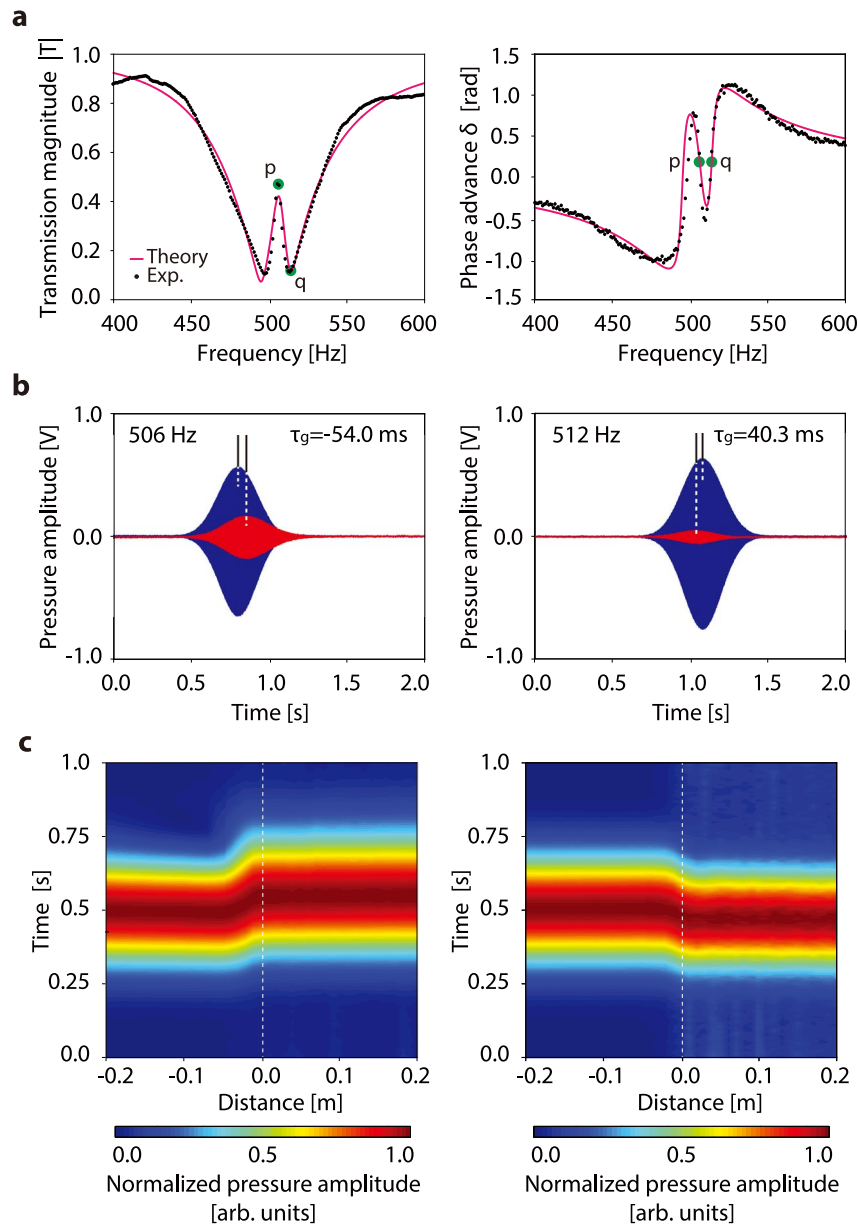 a
Transmission magnitude |T|
1.0
0.8
0.6
0.4
0.2
0.0
p
q
Theory
Exp.
400 450 500 550 600
Frequency [Hz]
Phase advance δ [rad]
1.5
1.0
0.5
0.0
-0.5
-1.0
-1.5
p q
400 450 500 550 600
Frequency [Hz]
b
Pressure amplitude [V]
1.0
0.0
-1.0
506 Hz τg=-54.0 ms
0.0 0.5 1.0 1.5 2.0
Time [s]
Pressure amplitude [V]
1.0
0.0
-1.0
512 Hz τg=40.3 ms
0.0 0.5 1.0 1.5 2.0
Time [s]
c
Time [s]
1.0
0.75
0.5
0.25
0.0
-0.2 -0.1 0.0 0.1 0.2
Distance [m]
0.0 0.5 1.0
Normalized pressure amplitude
[arb. units]
Time [s]
1.0
0.75
0.5
0.25
0.0
-0.2 -0.1 0.0 0.1 0.2
Distance [m]
0.0 0.5 1.0
Normalized pressure amplitude
[arb. units]